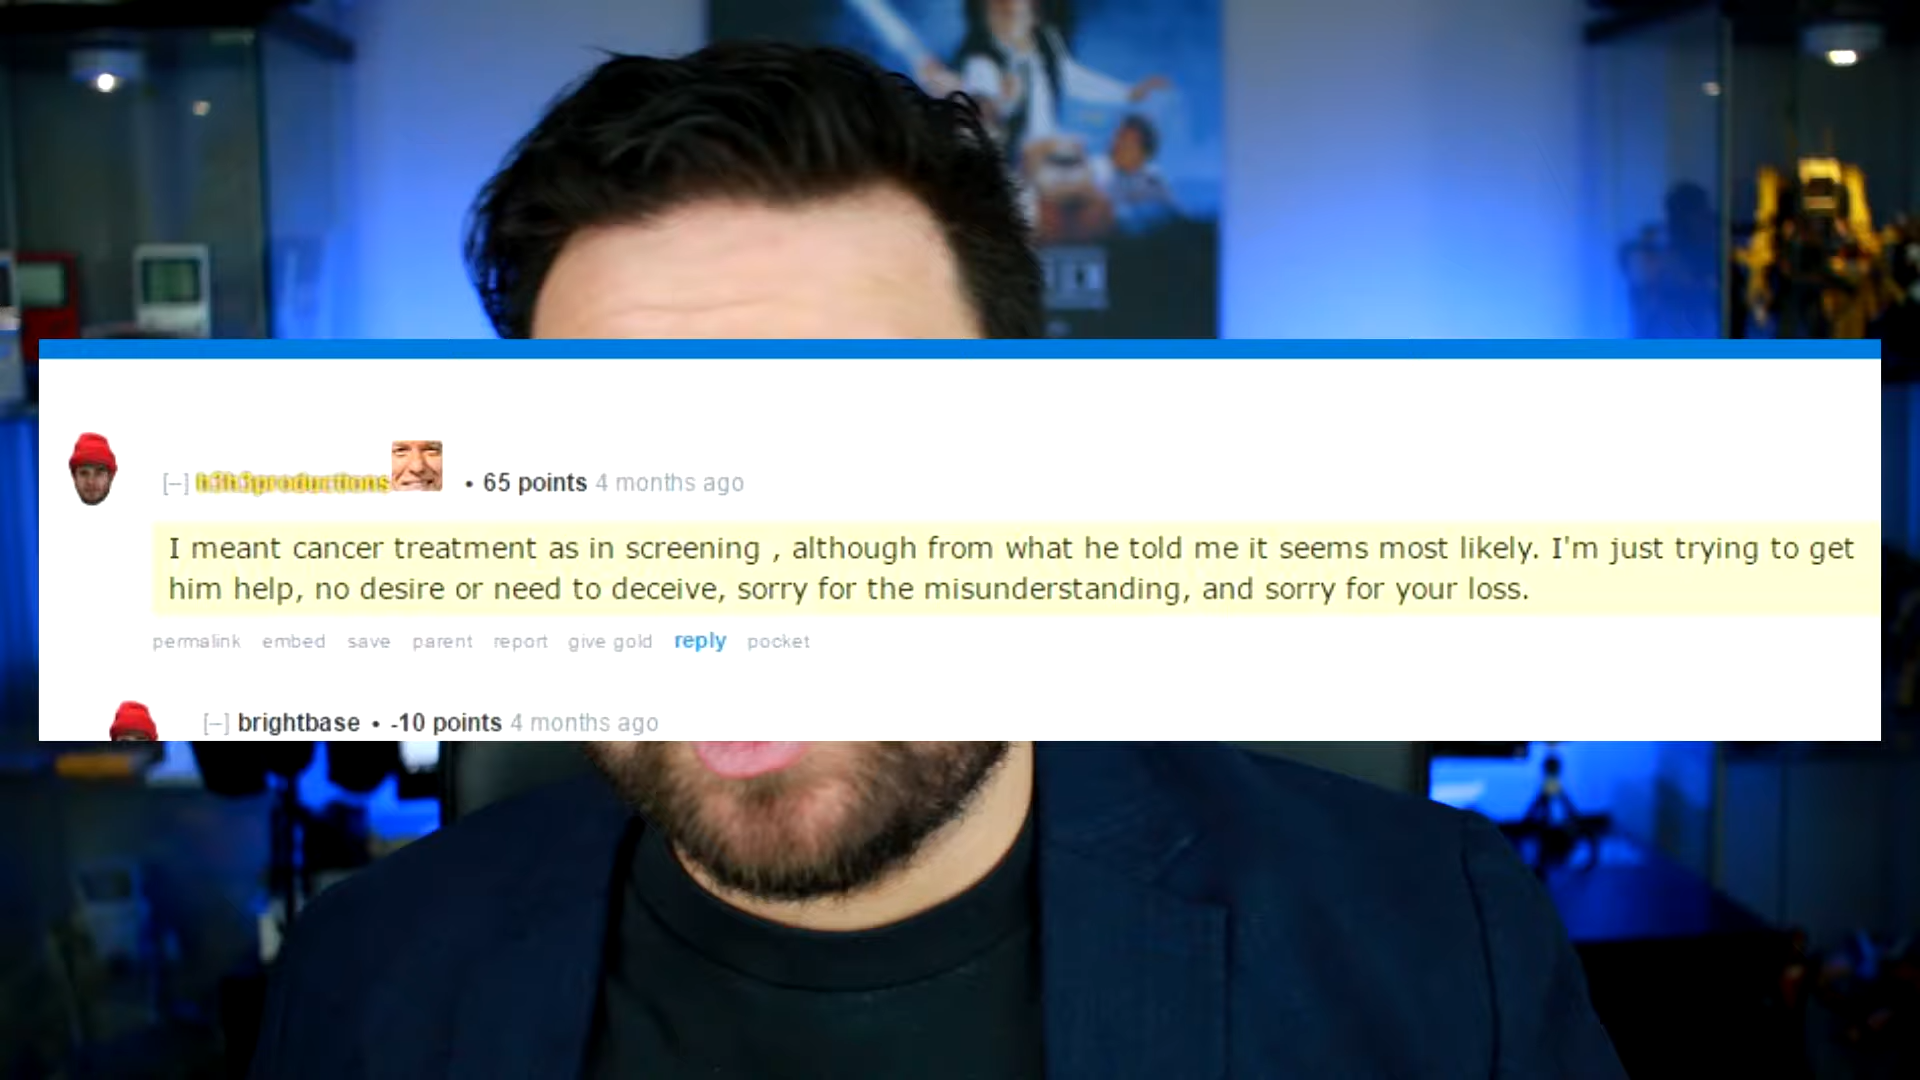 [–] h3h3productions • 65 points 4 months ago
I meant cancer treatment as in screening , although from what he told me it seems most likely. I'm just trying to get
him help, no desire or need to deceive, sorry for the misunderstanding, and sorry for your loss.
permalink embed save parent report give gold reply pocket
[–] brightbase • -10 points 4 months ago